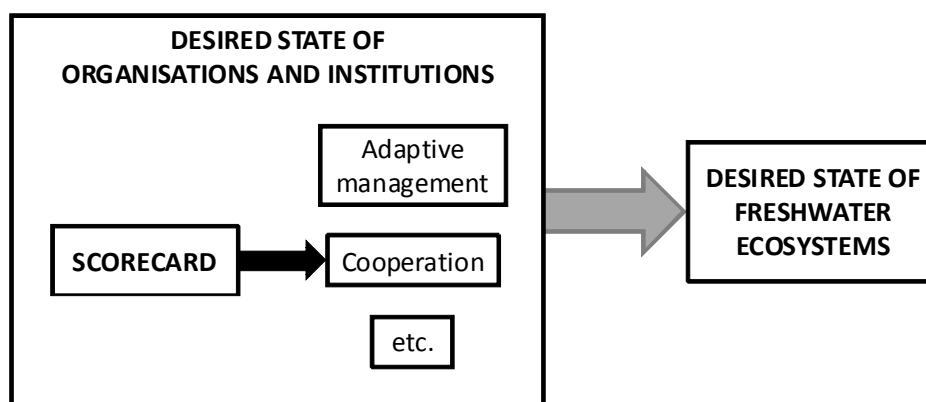 DESIRED STATE OF
ORGANISATIONS AND INSTITUTIONS
Adaptive
management
SCORECARD
Cooperation
etc.
DESIRED STATE OF
FRESHWATER
ECOSYSTEMS